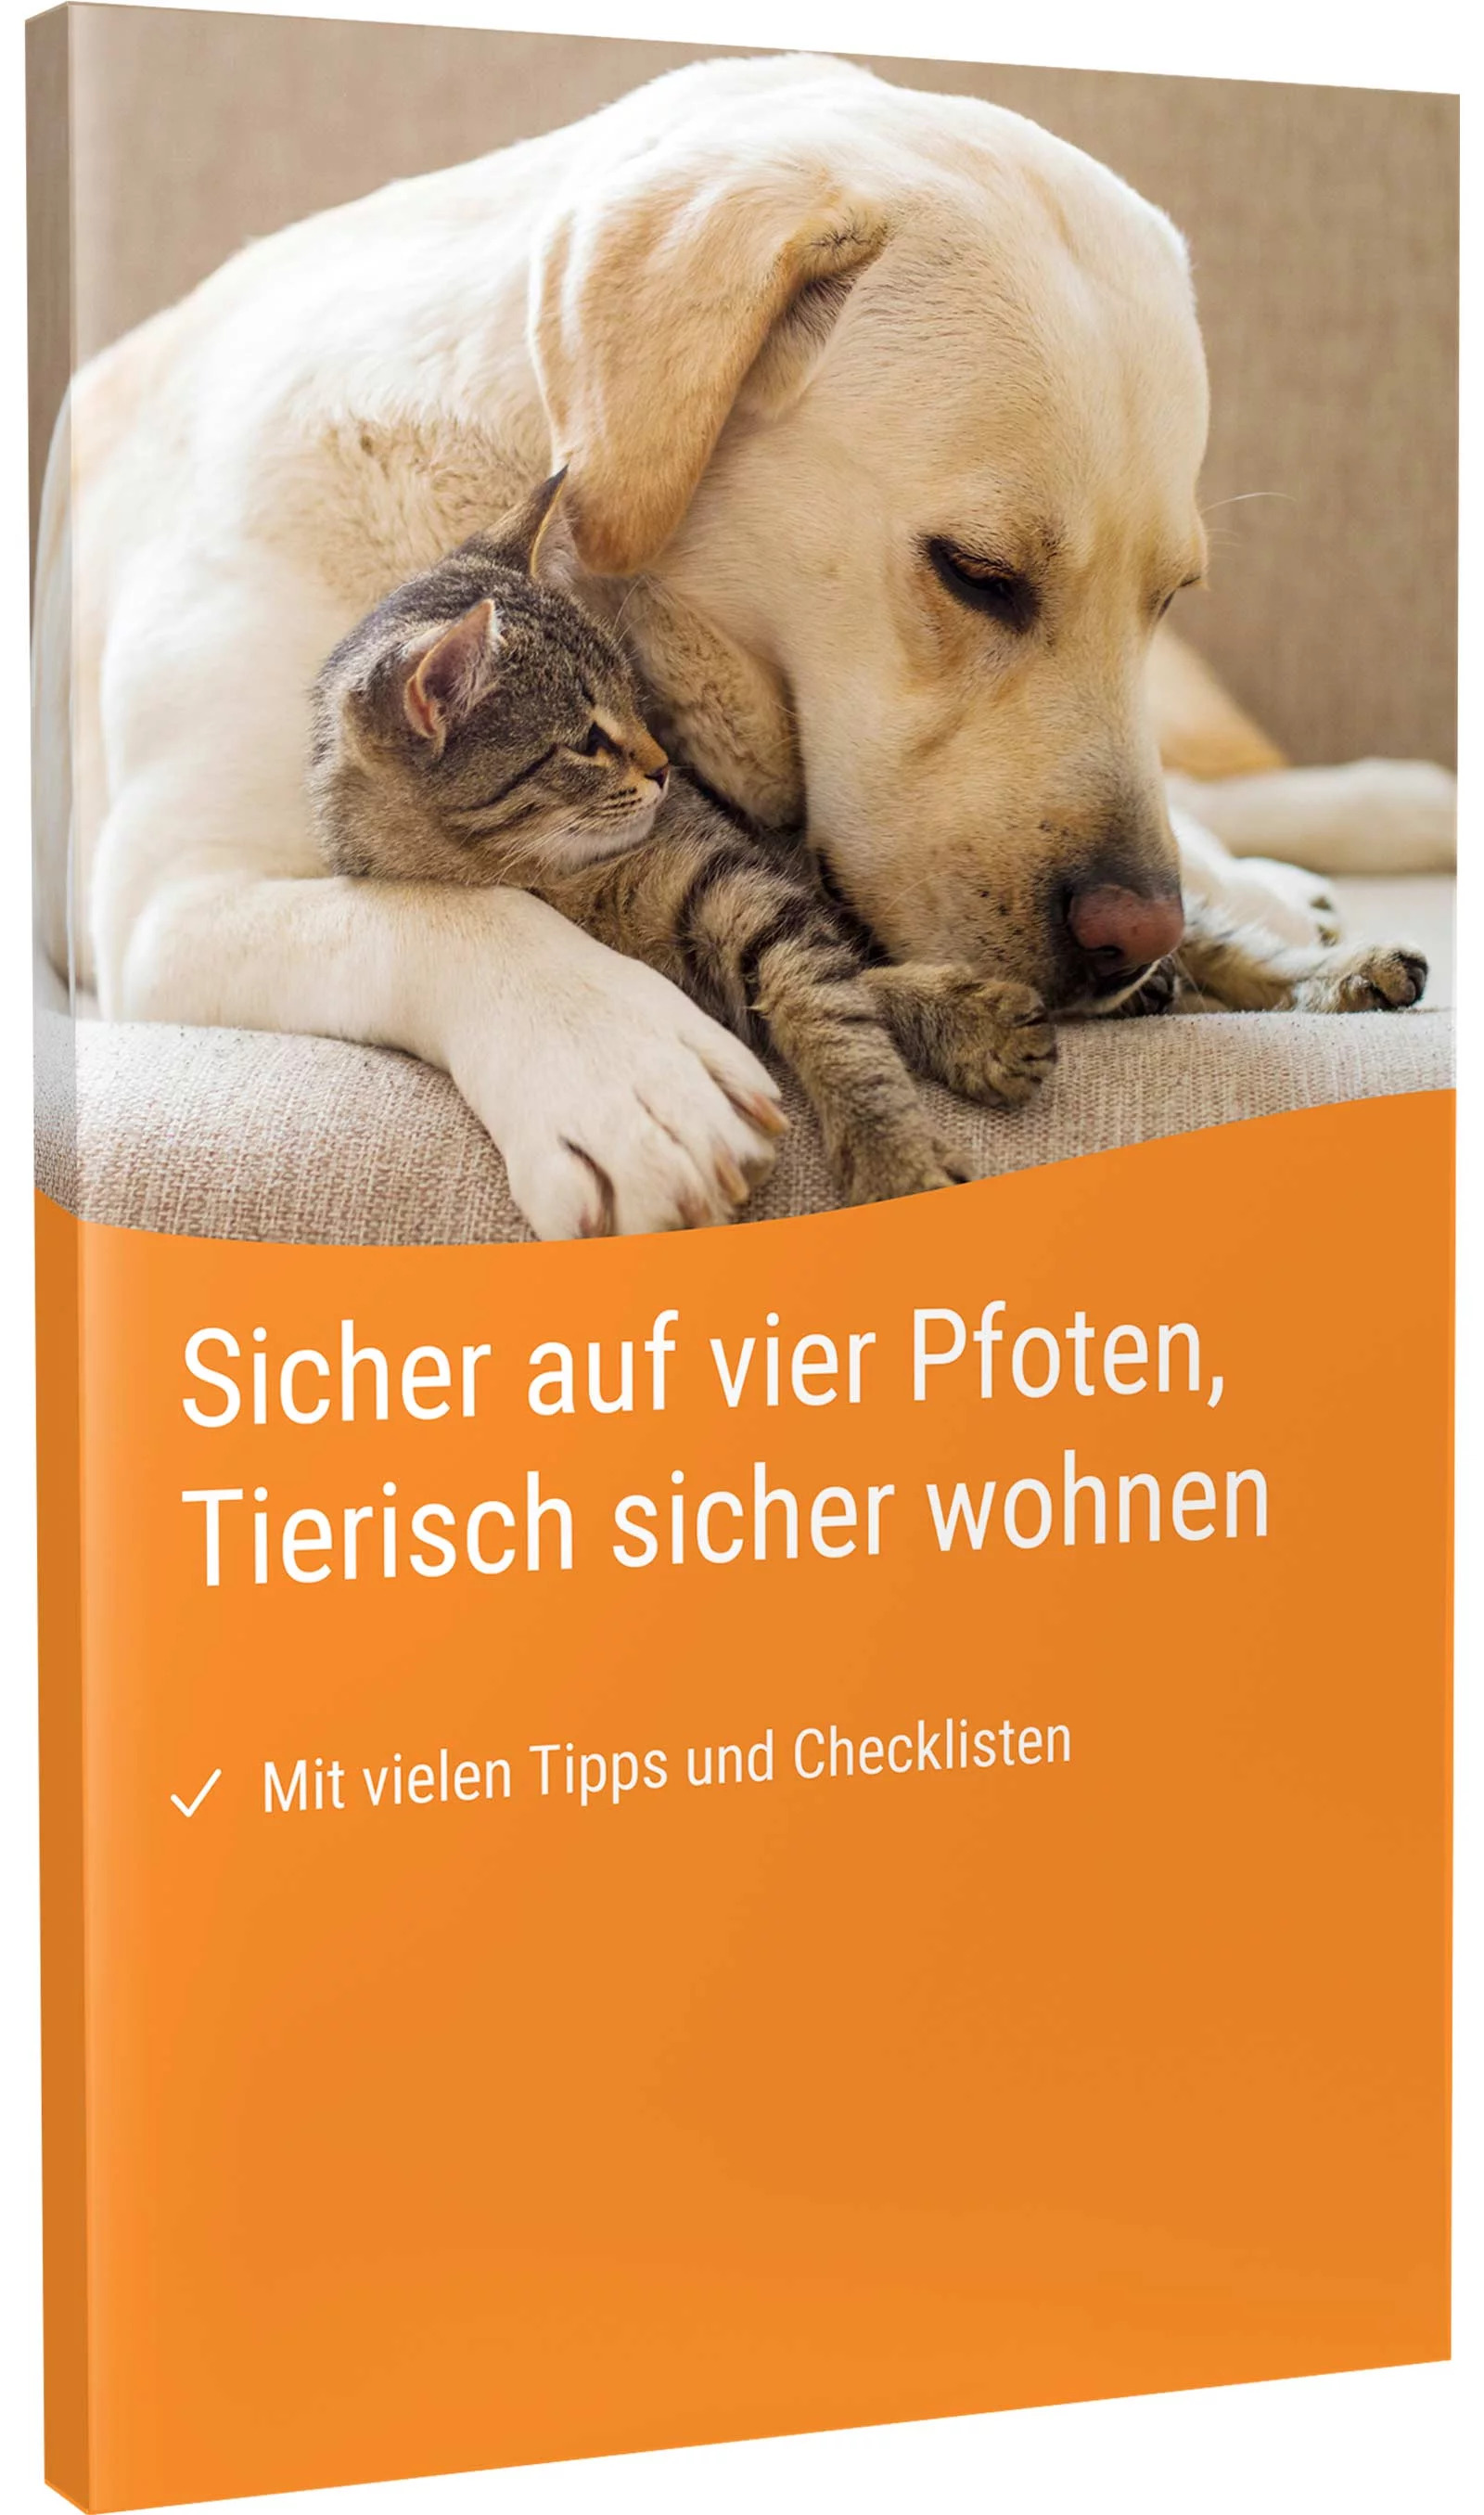 Sicher auf vier Pfoten,
Tierisch sicher wohnen
Mit vielen Tipps und Checklisten